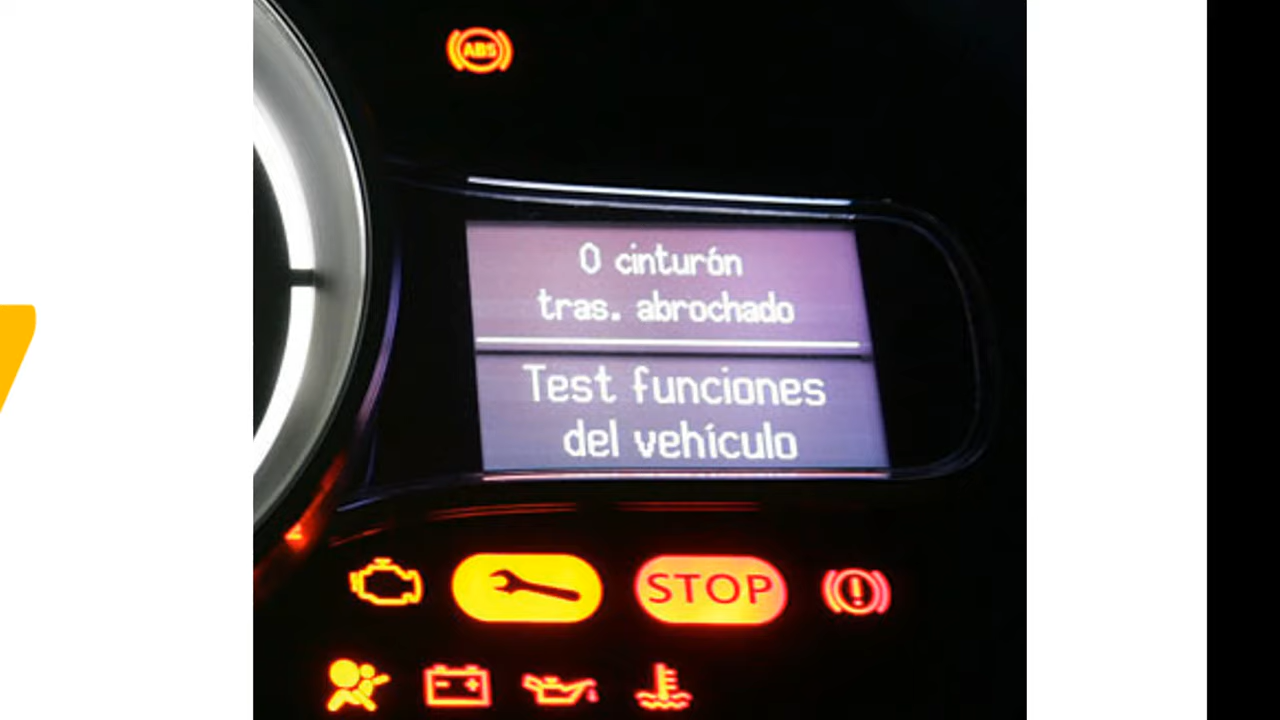 ABS
0 cinturón
tras. abrochado
Test funciones
del vehículo
STOP